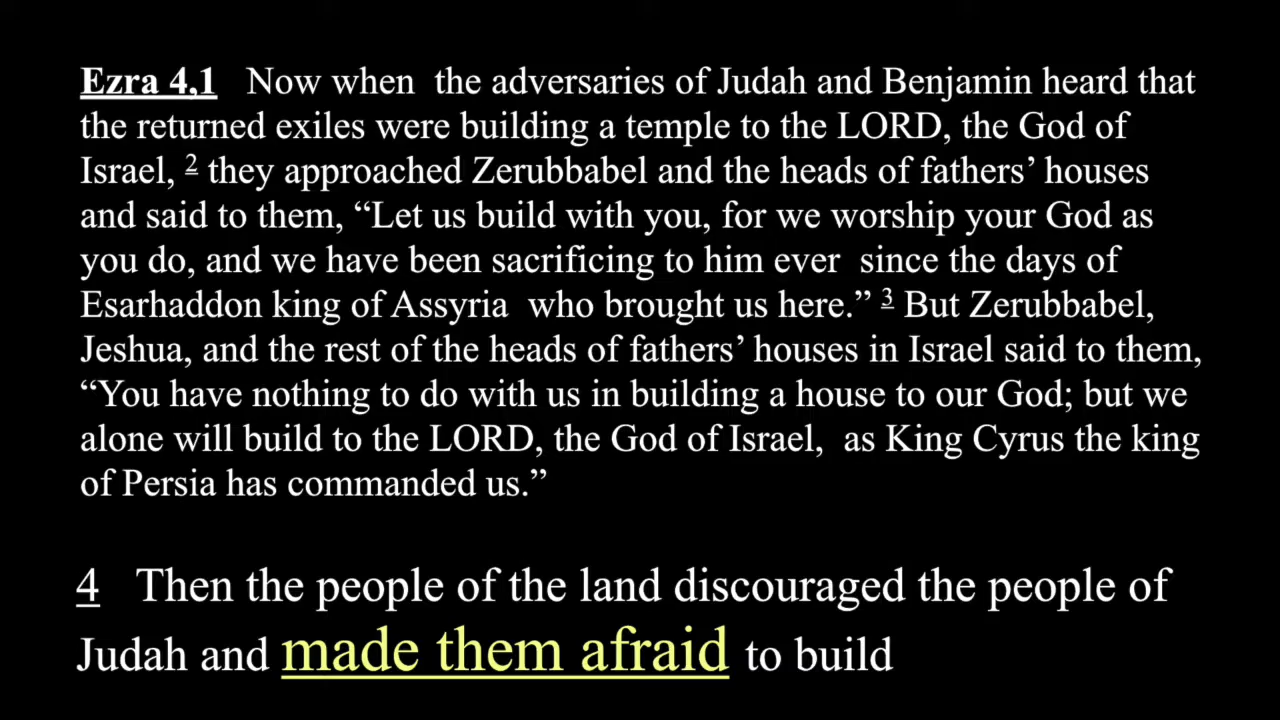 Ezra 4,1 Now when the adversaries of Judah and Benjamin heard that
the returned exiles were building a temple to the LORD, the God of
Israel, 2 they approached Zerubbabel and the heads of fathers’ houses
and said to them, “Let us build with you, for we worship your God as
you do, and we have been sacrificing to him ever since the days of
Esarhaddon king of Assyria who brought us here.” 3 But Zerubbabel,
Jeshua, and the rest of the heads of fathers’ houses in Israel said to them,
“You have nothing to do with us in building a house to our God; but we
alone will build to the LORD, the God of Israel, as King Cyrus the king
of Persia has commanded us.”
4 Then the people of the land discouraged the people of
Judah and made them afraid to build